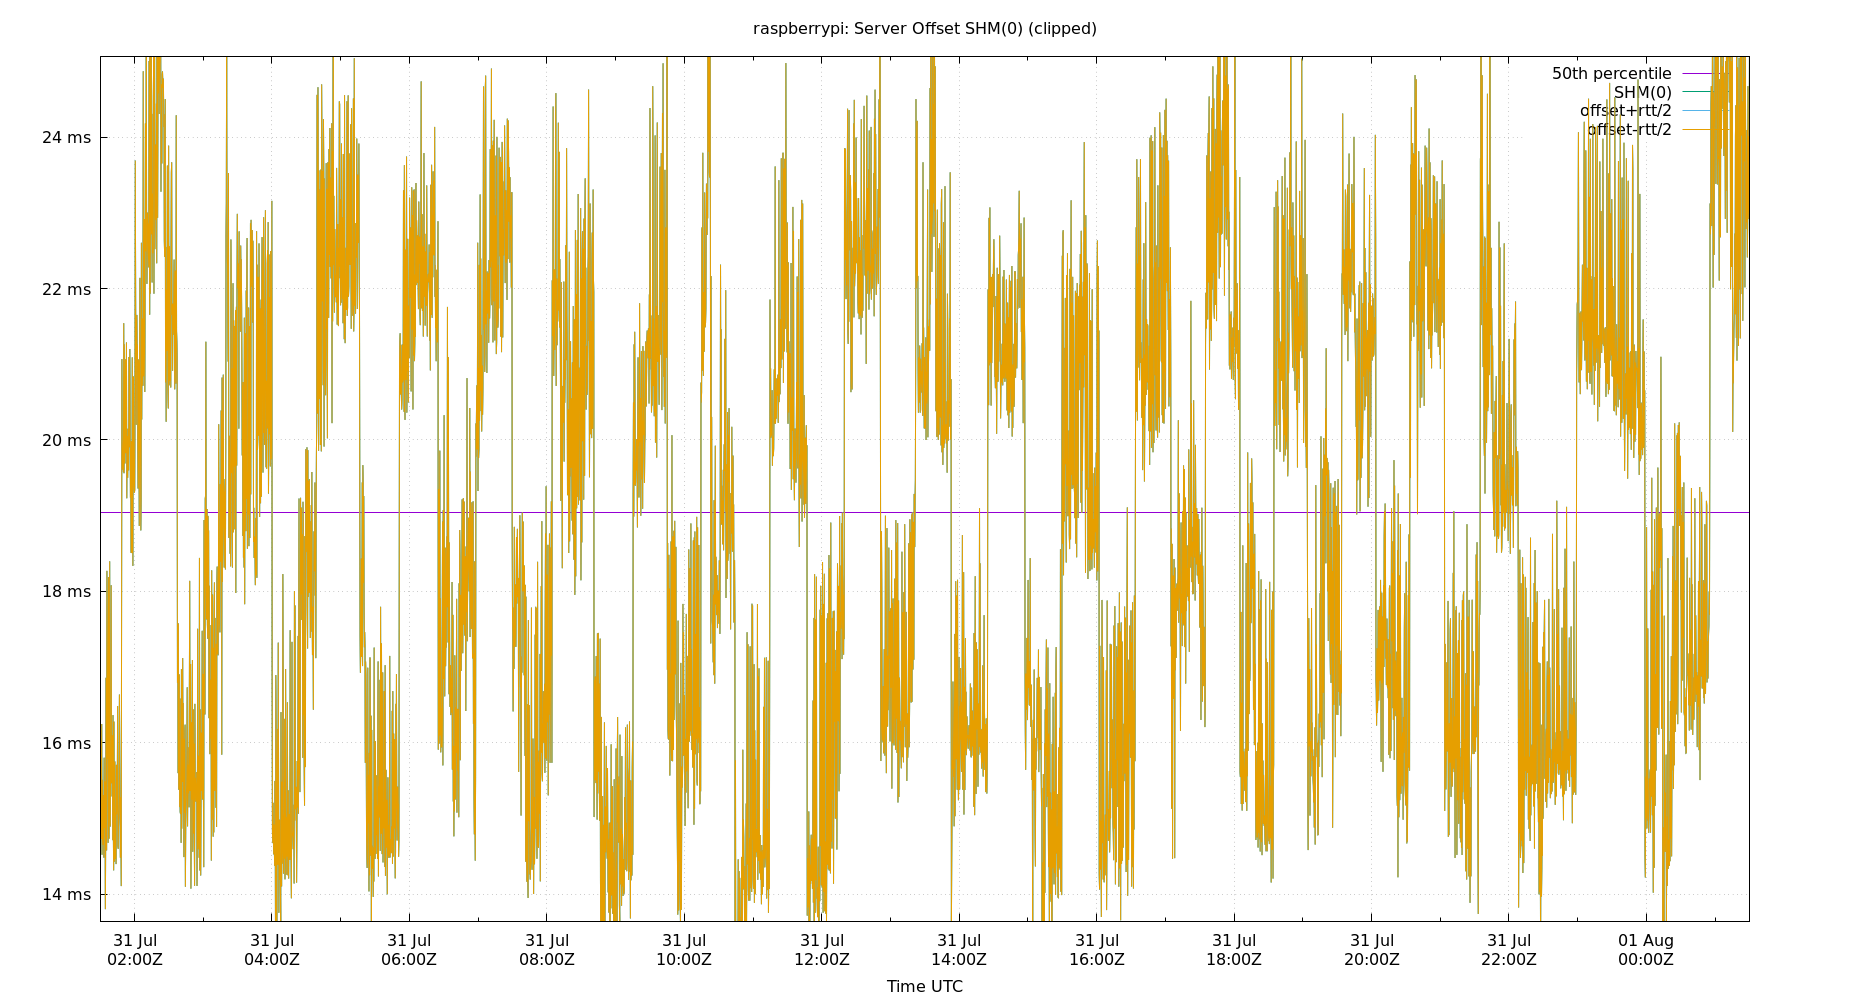 raspberrypi: Server Offset SHM(0) (clipped)
50th percentile
SHM(0)
offset+rtt/2
offset-rtt/2
24 ms
22 ms
20 ms
18 ms
16 ms
14 ms
31 Jul 31 Jul 31 Jul 31 Jul 31 Jul 31 Jul 31 Jul 31 Jul 31 Jul 31 Jul 31 Jul 01 Aug
02:00Z 04:00Z 06:00Z 08:00Z 10:00Z 12:00Z 14:00Z 16:00Z 18:00Z 20:00Z 22:00Z 00:00Z
Time UTC